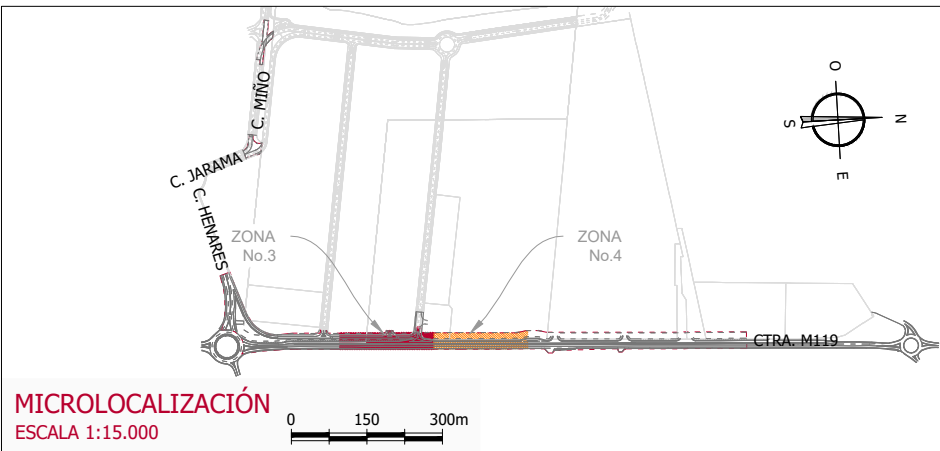 C. MIÑO
C. JARAMA
C. HENARES
ZONA
No.3
ZONA
No.4
O
N
S
E
CTRA. M119
MICROLOCALIZACIÓN
ESCALA 1:15.000
0 150 300m